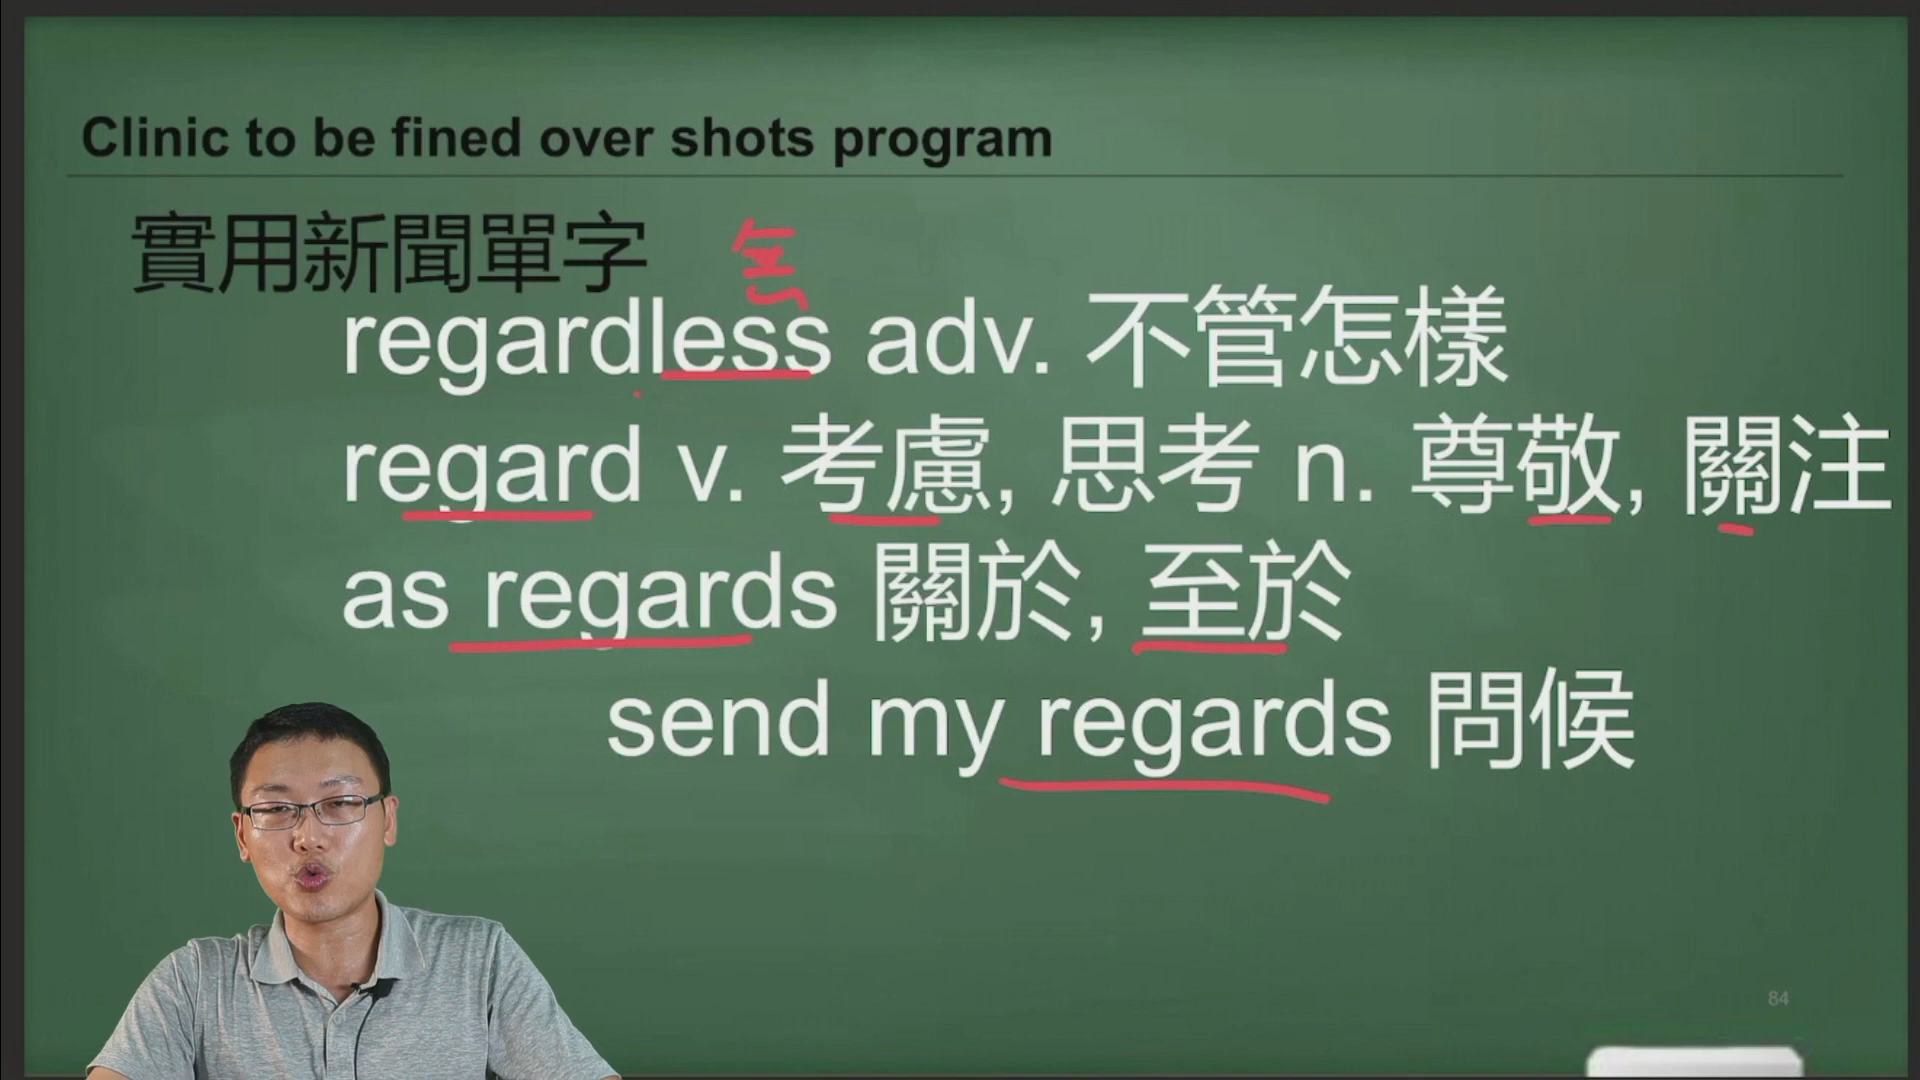 Clinic to be fined over shots program
實用新聞單字
regardless adv. 不管怎樣
regard v. 考慮, 思考 n. 尊敬, 關注
as regards 關於, 至於
send my regards 問候
84